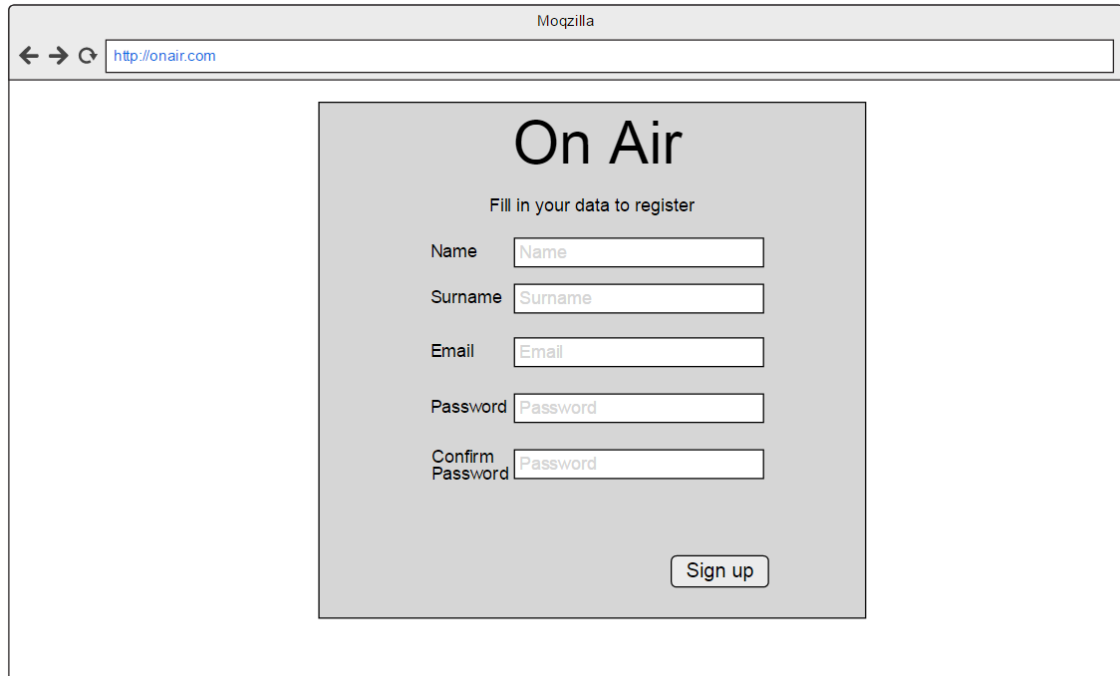 Moqzilla
http://onair.com
On Air
Fill in your data to register
Name Name
Surname Surname
Email Email
Password Password
Confirm
Password Password
Sign up